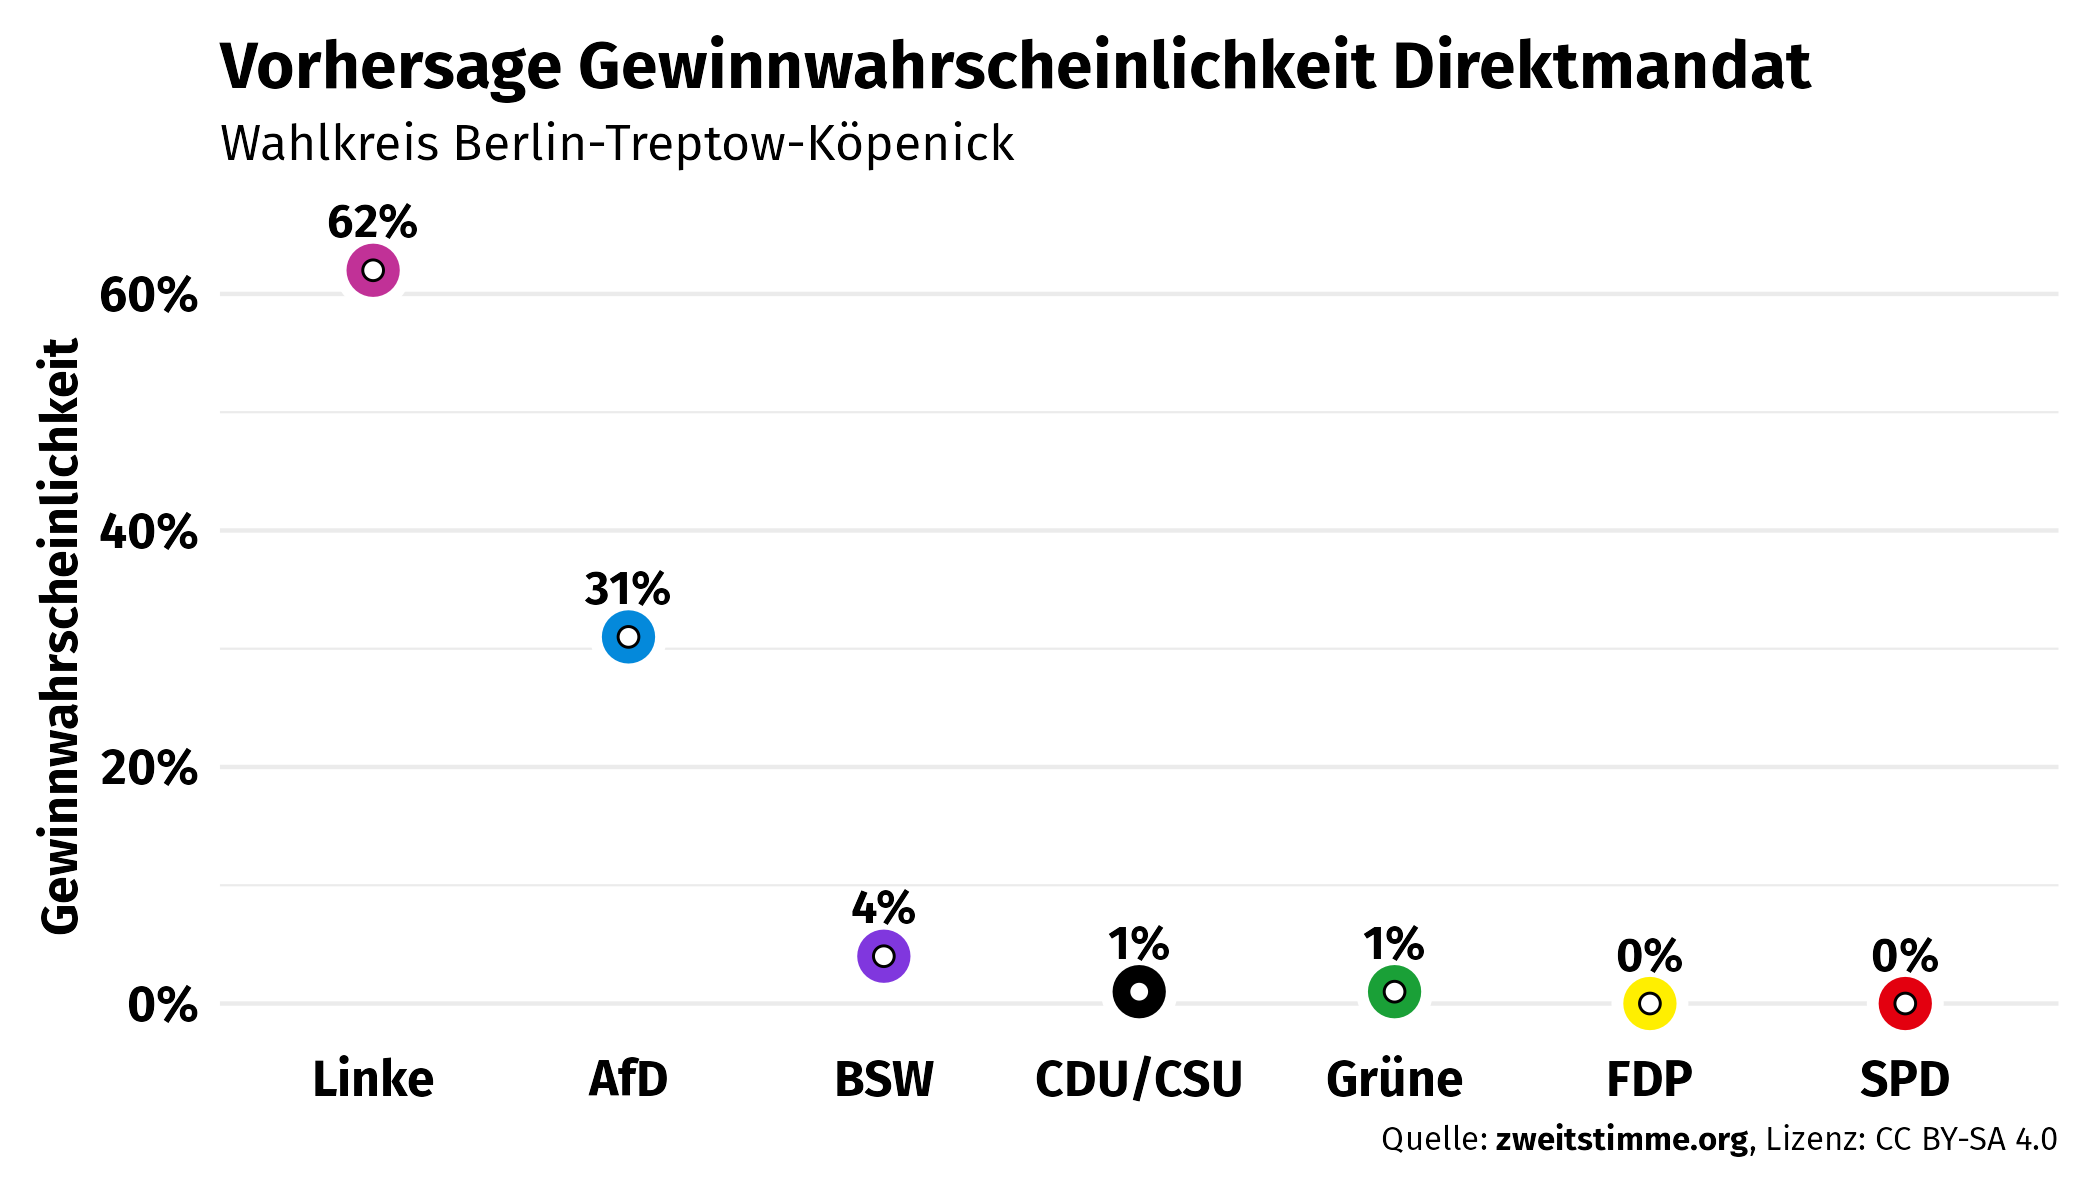 Vorhersage Gewinnwahrscheinlichkeit Direktmandat
Wahlkreis Berlin-Treptow-Köpenick
Gewinnwahrscheinlichkeit
60%
40%
20%
0%
62%
31%
4%
1%
1%
0%
0%
Linke AfD BSW CDU/CSU Grüne FDP SPD
Quelle: zweitstimme.org, Lizenz: CC BY-SA 4.0